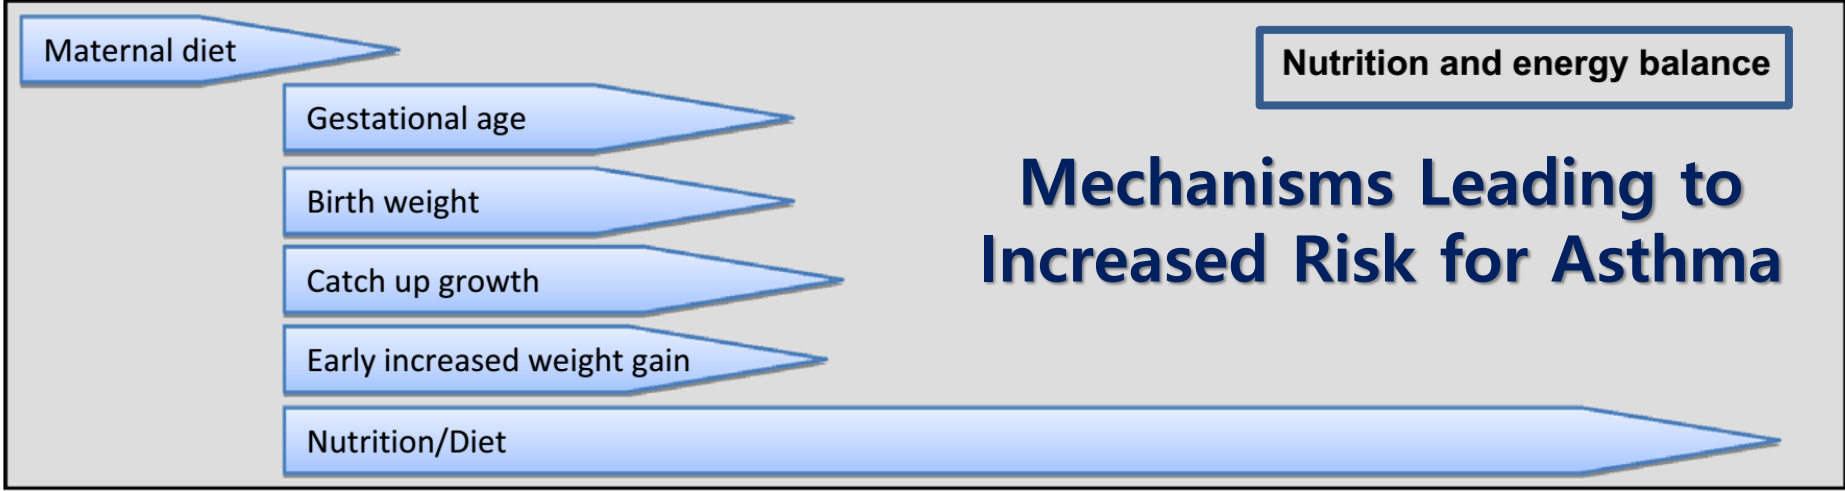 Maternal diet
Nutrition and energy balance
Gestational age
Birth weight
Mechanisms Leading to
Increased Risk for Asthma
Catch up growth
Early increased weight gain
Nutrition/Diet